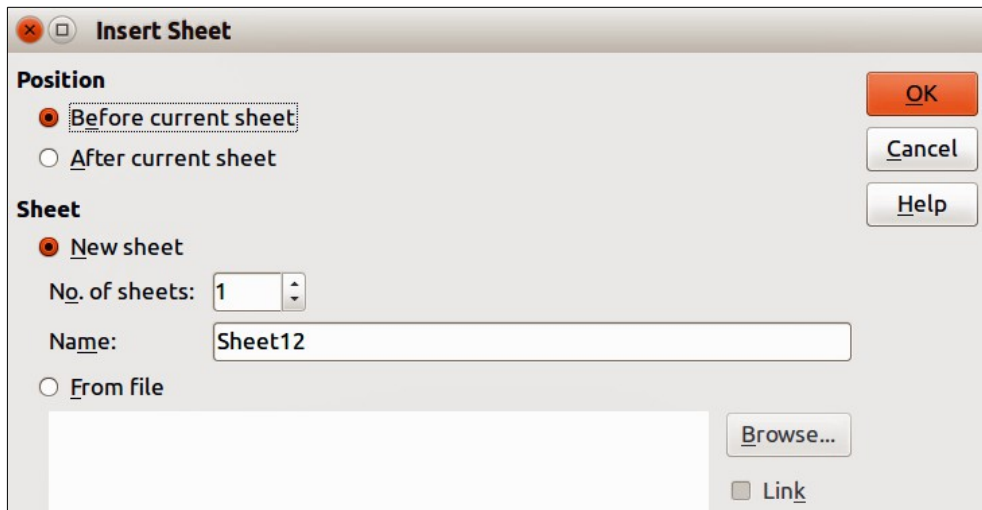 Insert Sheet
Position
Before current sheet
After current sheet
OK
Cancel
Help
Sheet
New sheet
No. of sheets: 1
Name: Sheet12
From file
Browse...
Link